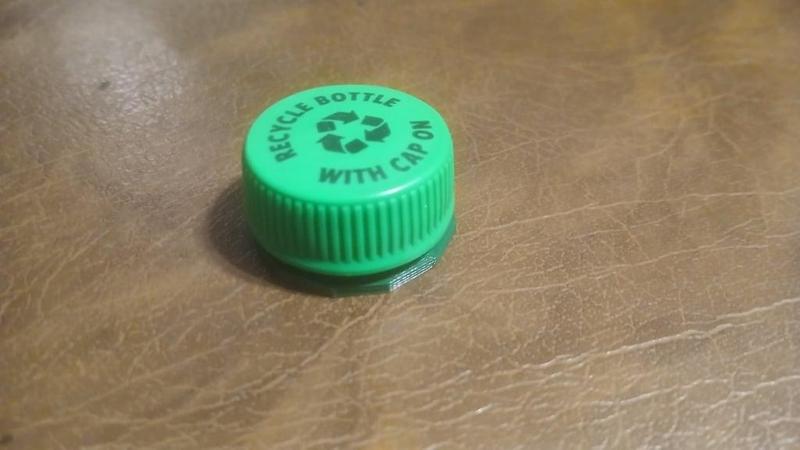 RECYCLE BOTTLE
WITH CAP ON